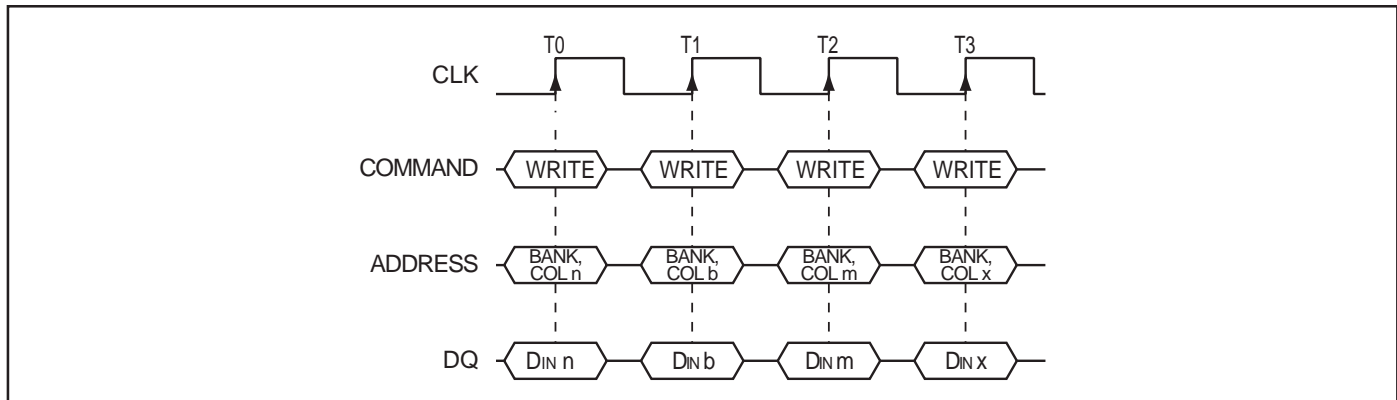 T0 T1 T2 T3
CLK
COMMAND WRITE WRITE WRITE WRITE
ADDRESS BANK, COL n BANK, COL b BANK, COL m BANK, COL x
DQ DIN n DIN b DIN m DIN x